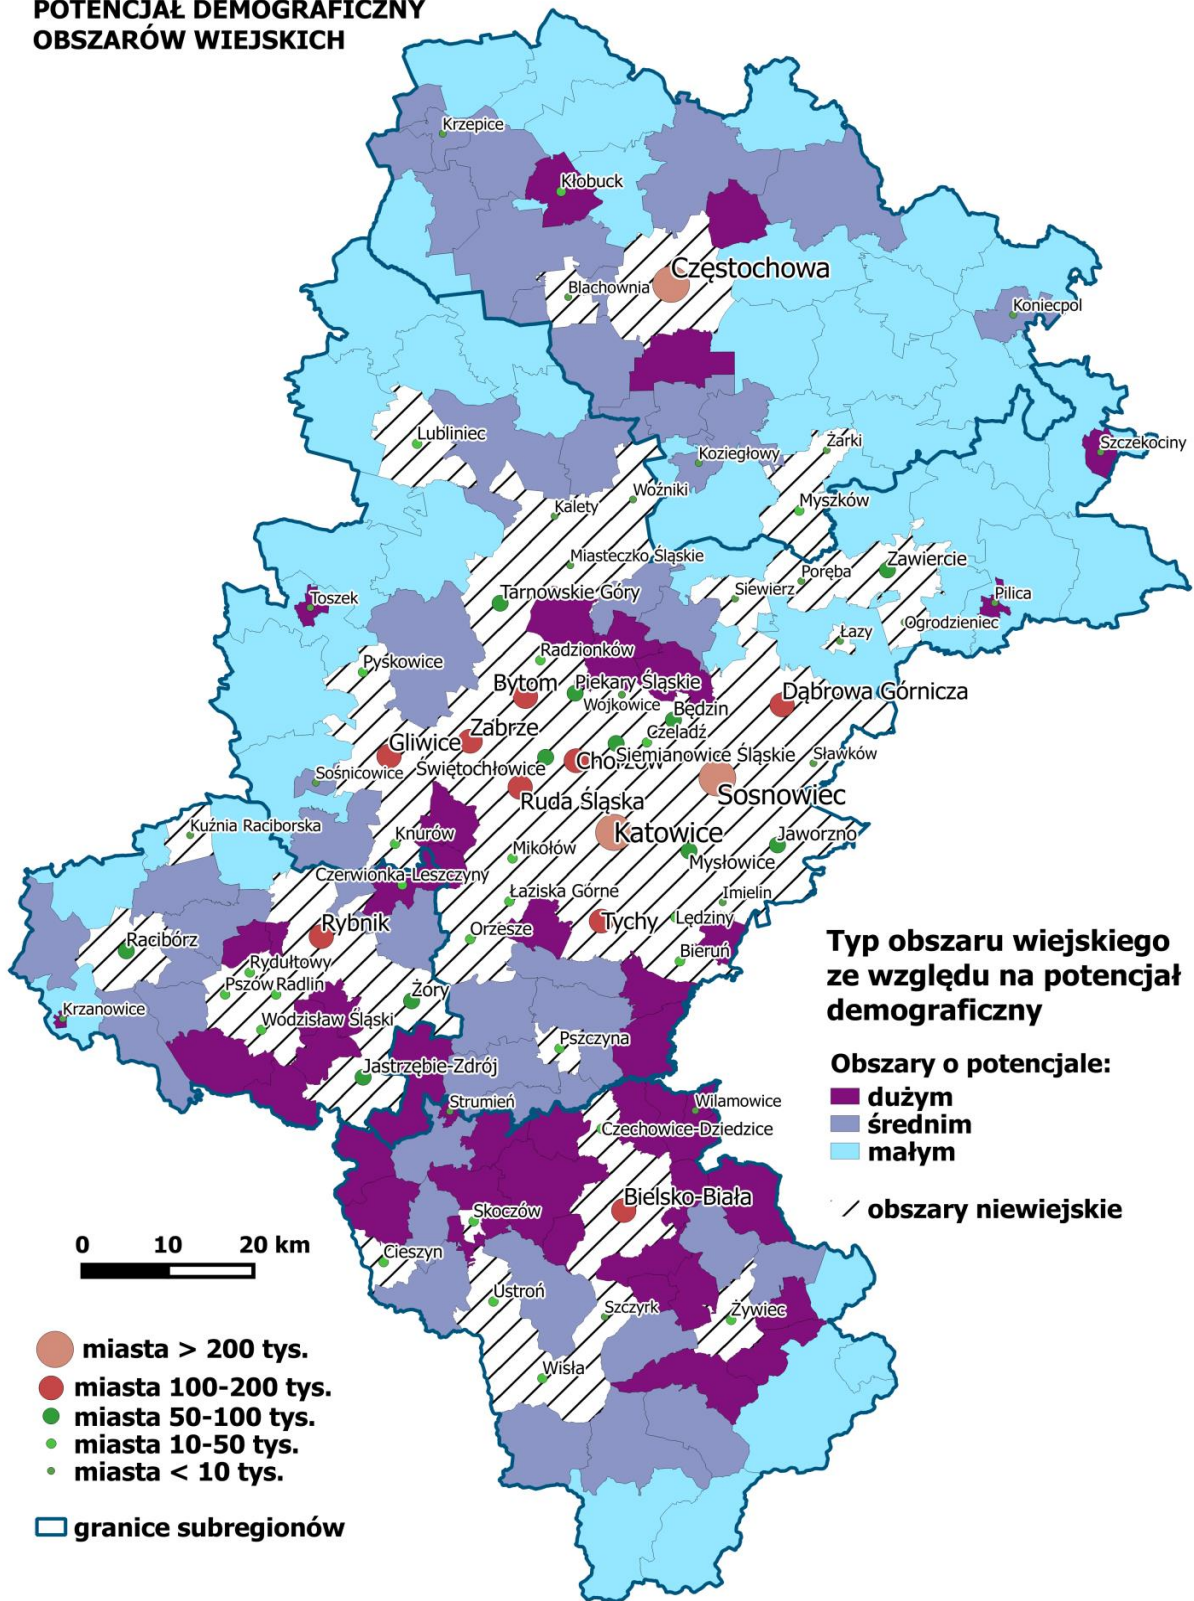 POTENCJAŁ DEMOGRAFICZNY
OBSZARÓW WIEJSKICH
Krzepice
Kłobuck
Częstochowa
Blachownia
Koniecpol
Lubliniec
Koziegłowy
Żarki
Szczekociny
Woźniki
Kalety
Myszków
Miasteczko Śląskie
Zawiercie
Poręba
Siewierz
Pilica
Toszek
Tarnowskie Góry
Łazy
Ogrodzieniec
Radzionków
Pyskowice
Piekary Śląskie
Bytom
Dąbrowa Górnicza
Wojkowice
Będzin
Zabrze
Czeladź
Gliwice
Chorzów
Siemianowice Śląskie
Sławków
Świętochłowice
Sośnicowice
Sosnowiec
Ruda Śląska
Kuźnia Raciborska
Katowice
Jaworzno
Knurów
Mikołów
Mysłowice
Czerwionka-Leszczyny
Łaziska Górne
Imielin
Rybnik
Tychy
Lędziny
Orzesze
Racibórz
Bieruń
Rydułtowy
Pszów
Radlin
Żory
Krzanowice
Wodzisław Śląski
Pszczyna
Jastrzębie-Zdrój
Strumień
Wilamowice
Czechowice-Dziedzice
Bielsko-Biała
Skoczów
Cieszyn
Ustroń
Szczyrk
Żywiec
Wisła
Typ obszaru wiejskiego
ze względu na potencjał
demograficzny
Obszary o potencjale:
dużym
średnim
małym
obszary niewiejskie
0 10 20 km
miasta > 200 tys.
miasta 100-200 tys.
miasta 50-100 tys.
miasta 10-50 tys.
miasta < 10 tys.
granice subregionów